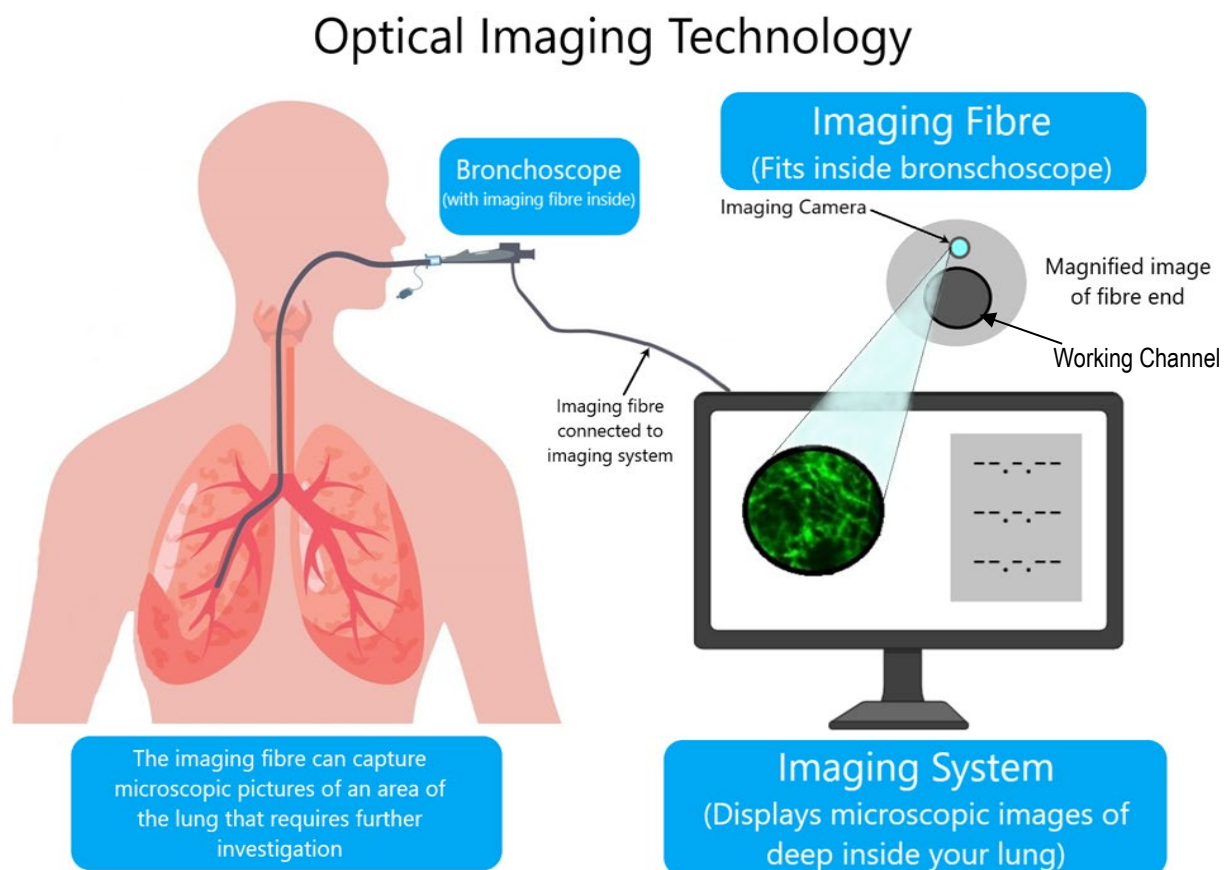 Optical Imaging Technology
Bronchoscope
(with imaging fibre inside)
Imaging Fibre
(Fits inside bronschoscope)
Imaging Camera
Magnified image
of fibre end
Working Channel
Imaging fibre
connected to
imaging system
--.-.--
--.-.--
--.-.--
The imaging fibre can capture
microscopic pictures of an area of
the lung that requires further
investigation
Imaging System
(Displays microscopic images of
deep inside your lung)